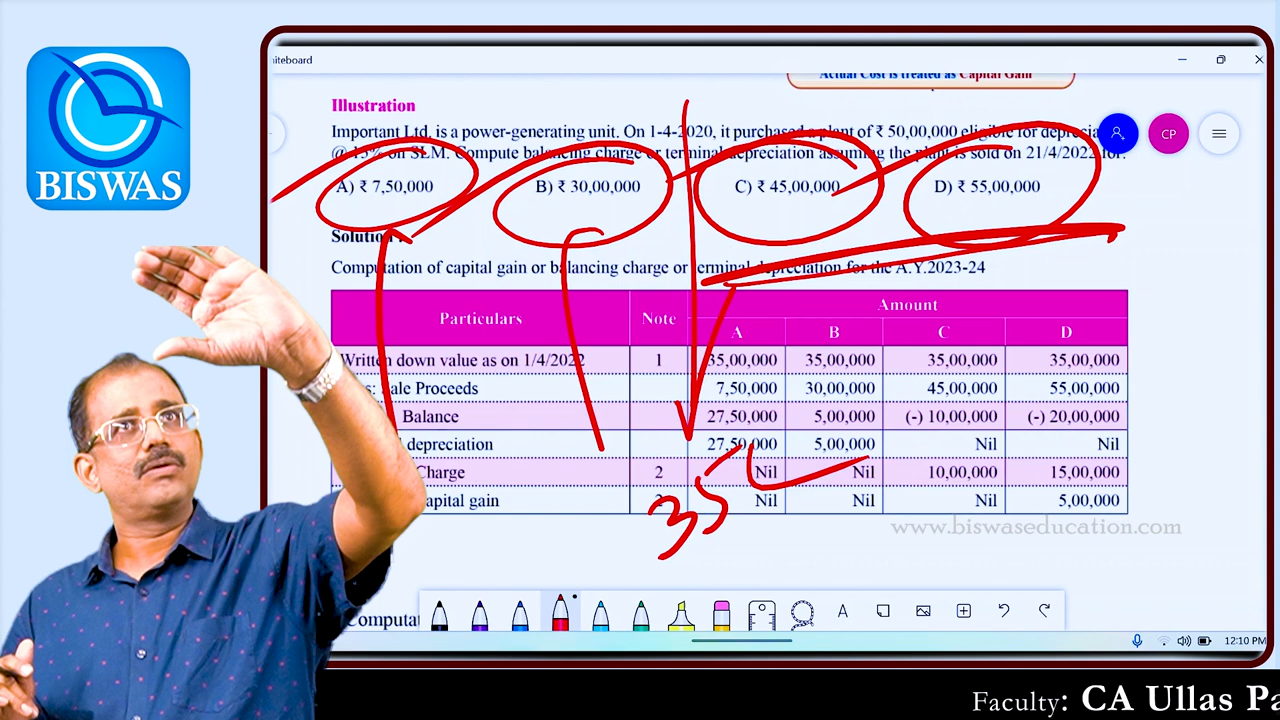 iteboard
Actual Cost is treated as Capital Gain
Illustration
Important Ltd. is a power-generating unit. On 1-4-2020, it purchased a plant of ₹ 50,00,000 eligible for deprecia
@ 15% on SLM. Compute balancing charge or terminal depreciation assuming the plant is sold on 21/4/2022 for:
A) ₹ 7,50,000 B) ₹ 30,00,000 C) ₹ 45,00,000 D) ₹ 55,00,000
CP
Solution :
Computation of capital gain or balancing charge or terminal depreciation for the A.Y.2023-24
Particulars Note Amount
A B C D
Written down value as on 1/4/2022 1 35,00,000 35,00,000 35,00,000 35,00,000
s: Sale Proceeds 7,50,000 30,00,000 45,00,000 55,00,000
Balance 27,50,000 5,00,000 (-) 10,00,000 (-) 20,00,000
depreciation 27,50,000 5,00,000 Nil Nil
Charge 2 Nil Nil 10,00,000 15,00,000
apital gain Nil Nil Nil 5,00,000
35L
www.biswaseducation.com
Computat
A
12:10 PM
BISWAS
Faculty: CA Ullas Pa